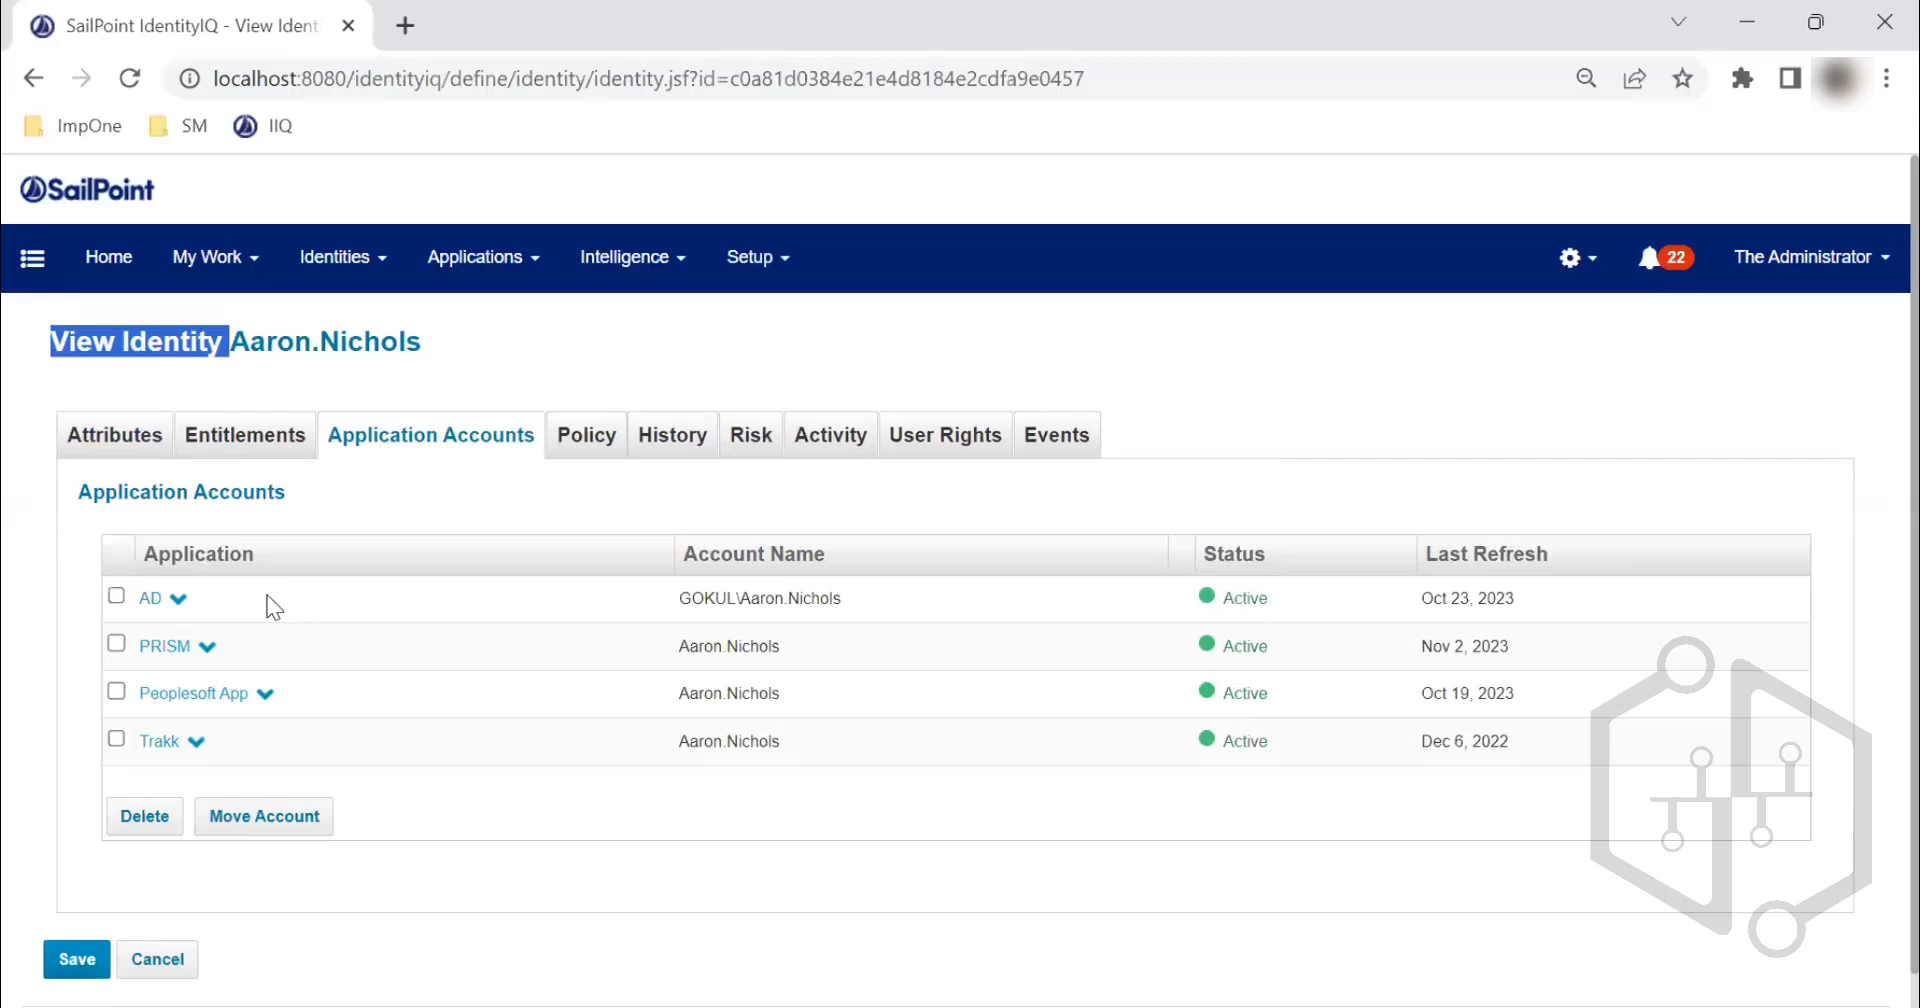 SailPoint IdentityIQ - View Ident
localhost:8080/identityiq/define/identity/identity.jsf?id=c0a81d0384e21e4d8184e2cdfa9e0457
ImpOne SM IIQ
SailPoint
Home My Work Identities Applications Intelligence Setup 22 The Administrator
View Identity Aaron.Nichols
Attributes Entitlements Application Accounts Policy History Risk Activity User Rights Events
Application Accounts
Application Account Name Status Last Refresh
AD GOKUL\Aaron.Nichols Active Oct 23, 2023
PRISM Aaron.Nichols Active Nov 2, 2023
Peoplesoft App Aaron.Nichols Active Oct 19, 2023
Trakk Aaron.Nichols Active Dec 6, 2022
Delete Move Account
Save Cancel